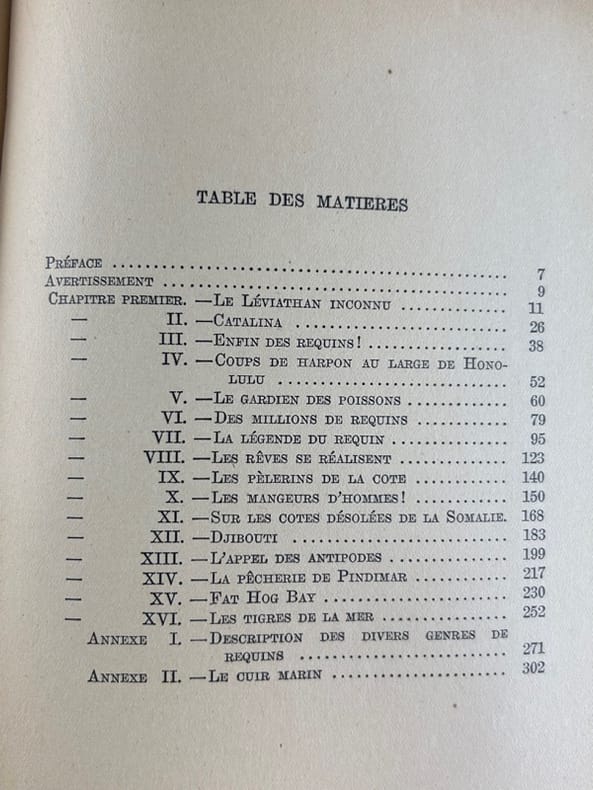 TABLE DES MATIERES
PRÉFACE ................................................ 7
AVERTISSEMENT .......................................... 9
CHAPITRE PREMIER. —LE LÉVIATHAN INCONNU ............. 11
— II. —CATALINA ........................... 26
— III. —ENFIN DES REQUINS! .................. 38
— IV. —COUPS DE HARPON AU LARGE DE HONO-
LULU ............................. 52
— V. —LE GARDIEN DES POISSONS ............ 60
— VI. —DES MILLIONS DE REQUINS ........... 79
— VII. —LA LÉGENDE DU REQUIN .............. 95
— VIII. —LES RÊVES SE RÉALISENT ............. 123
— IX. —LES PÈLERINS DE LA COTE ............ 140
— X. —LES MANGEURS D'HOMMES! ............ 150
— XI. —SUR LES COTES DÉSOLÉES DE LA SOMALIE. 168
— XII. —DJIBOUTI ........................... 183
— XIII. —L'APPEL DES ANTIPODES .............. 199
— XIV. —LA PÊCHERIE DE PINDIMAR ........... 217
— XV. —FAT HOG BAY ....................... 230
— XVI. —LES TIGRES DE LA MER ............... 252
ANNEXE I. —DESCRIPTION DES DIVERS GENRES DE
REQUINS .......................... 271
ANNEXE II. —LE CUIR MARIN ...................... 302